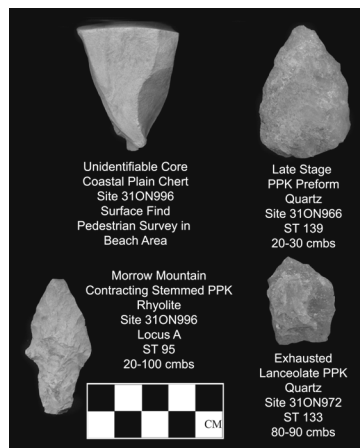 Unidentifiable Core
Coastal Plain Chert
Site 31ON996
Surface Find
Pedestrian Survey in
Beach Area
Late Stage
PPK Preform
Quartz
Site 31ON966
ST 139
20-30 cmbs
Morrow Mountain
Contracting Stemmed PPK
Rhyolite
Site 31ON996
Locus A
ST 95
20-100 cmbs
Exhausted
Lanceolate PPK
Quartz
Site 31ON972
ST 133
80-90 cmbs
CM